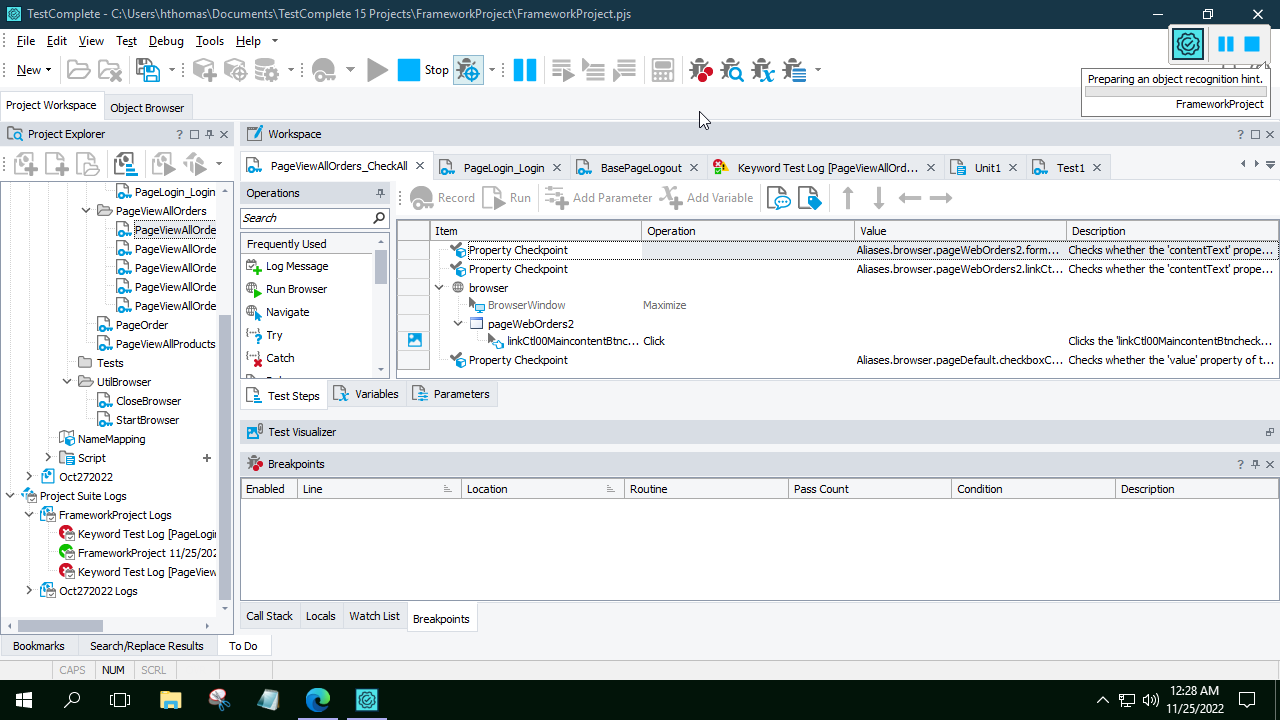 TestComplete - C:\Users\hthomas\Documents\TestComplete 15 Projects\FrameworkProject\FrameworkProject.pjs
File Edit View Test Debug Tools Help
New
Stop
Preparing an object recognition hint.
FrameworkProject
Project Workspace
Object Browser
Project Explorer
Workspace
PageViewAllOrders_CheckAll
PageLogin_Login
BasePageLogout
Keyword Test Log [PageViewAllOrd...
Unit1
Test1
PageLogin_Login
PageViewAllOrders
PageViewAllOrde
PageViewAllOrde
PageViewAllOrde
PageViewAllOrde
PageViewAllOrde
PageOrder
PageViewAllProducts
Tests
UtilBrowser
CloseBrowser
StartBrowser
NameMapping
Script
Oct272022
Project Suite Logs
FrameworkProject Logs
Keyword Test Log [PageLogin
FrameworkProject 11/25/202
Keyword Test Log [PageView
Oct272022 Logs
Operations
Search
Frequently Used
Log Message
Run Browser
Navigate
Try
Catch
Record
Run
Add Parameter
Add Variable
Item Operation Value Description
Property Checkpoint Aliases.browser.pageWebOrders2.form... Checks whether the 'contentText' prope...
Property Checkpoint Aliases.browser.pageWebOrders2.linkCt... Checks whether the 'contentText' prope...
browser
BrowserWindow Maximize
pageWebOrders2
linkCtl00MaincontentBtnc... Click Clicks the 'linkCtl00MaincontentBtncheck...
Property Checkpoint Aliases.browser.pageDefault.checkboxC... Checks whether the 'value' property of t...
Test Steps
Variables
Parameters
Test Visualizer
Breakpoints
Enabled Line Location Routine Pass Count Condition Description
Call Stack Locals Watch List Breakpoints
Bookmarks Search/Replace Results To Do
CAPS NUM SCRL
12:28 AM
11/25/2022